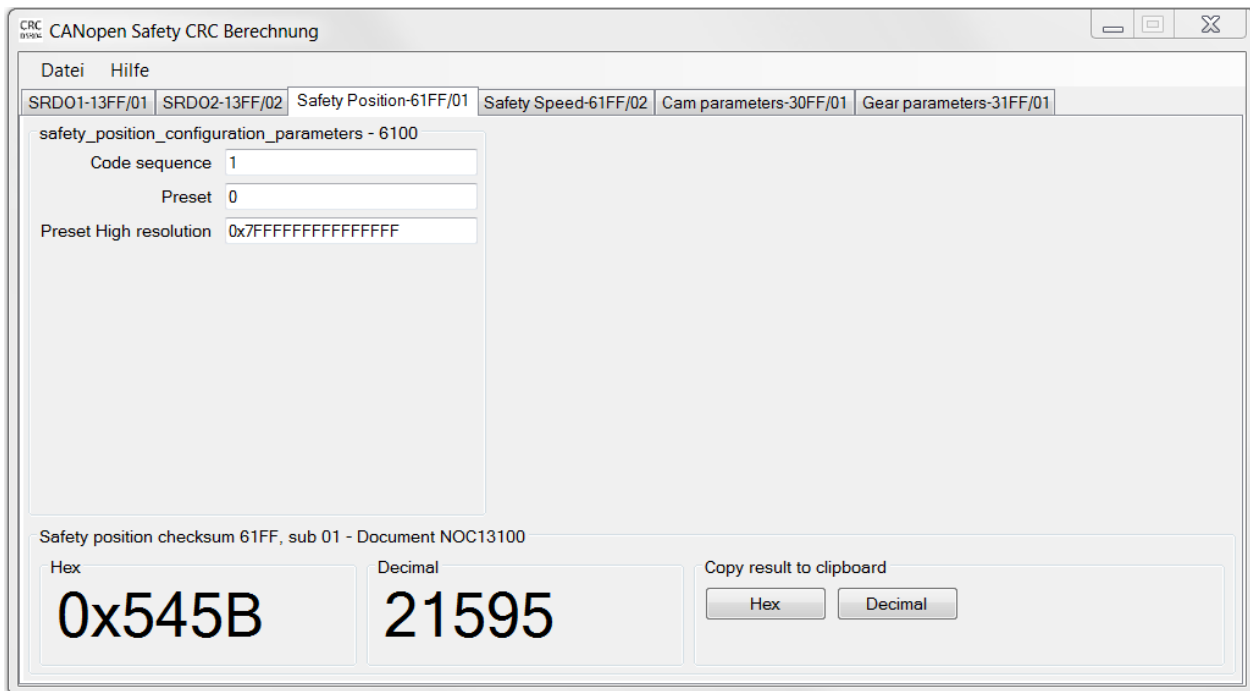 CRC
CANopen Safety CRC Berechnung
Datei Hilfe
SRDO1-13FF/01 SRDO2-13FF/02 Safety Position-61FF/01 Safety Speed-61FF/02 Cam parameters-30FF/01 Gear parameters-31FF/01
safety_position_configuration_parameters - 6100
Code sequence 1
Preset 0
Preset High resolution 0x7FFFFFFFFFFFFFFF
Safety position checksum 61FF, sub 01 - Document NOC13100
Hex Decimal Copy result to clipboard
0x545B 21595 Hex Decimal